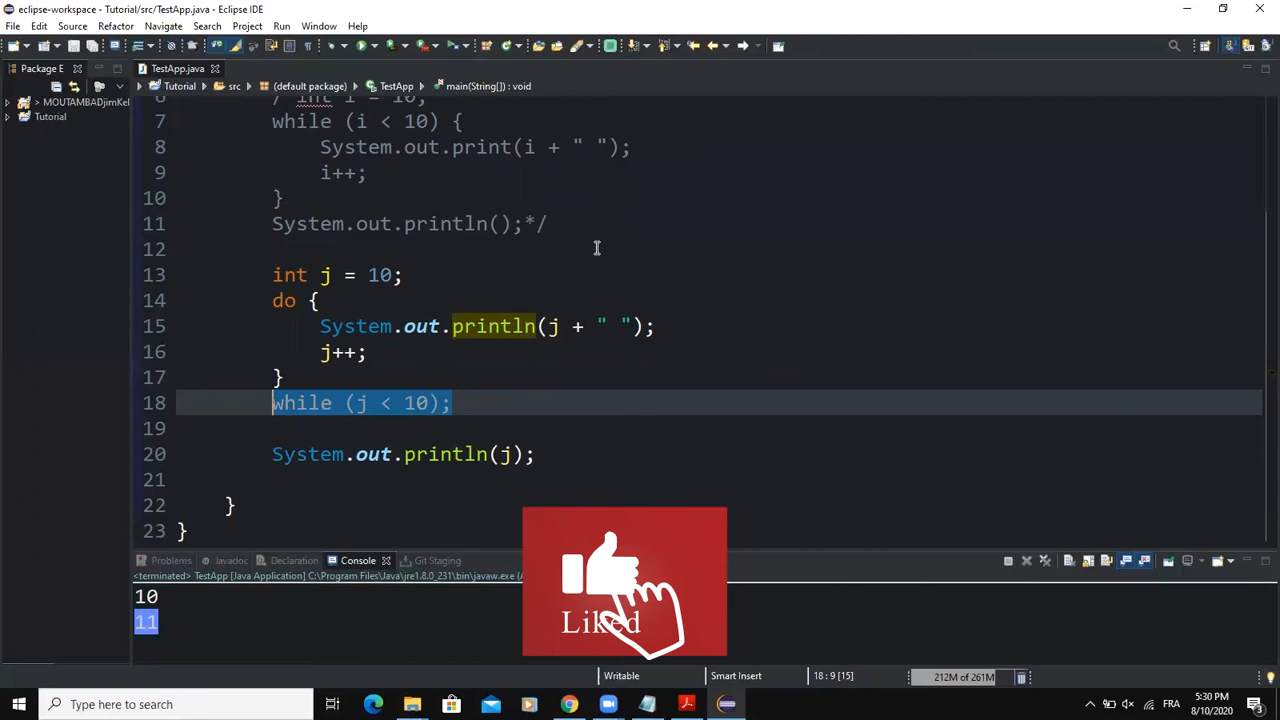 eclipse-workspace - Tutorial/src/TestApp.java - Eclipse IDE
File Edit Source Refactor Navigate Search Project Run Window Help
Package E TestApp.java
Tutorial src (default package) TestApp main(String[]) : void
> MOUTAMBADjimKel
Tutorial
6 / int i = 10;
7 while (i < 10) {
8 System.out.print(i + " ");
9 i++;
10 }
11 System.out.println();*/
12
13 int j = 10;
14 do {
15 System.out.println(j + " ");
16 j++;
17 }
18 while (j < 10);
19
20 System.out.println(j);
21
22 }
23 }
Problems Javadoc Declaration Console Git Staging
<terminated> TestApp [Java Application] C:\Program Files\Java\jre1.8.0_231\bin\javaw.exe (
10
11
Liked
Writable Smart Insert 18 : 9 [15] 212M of 261M
Type here to search
FRA
5:30 PM
8/10/2020
3